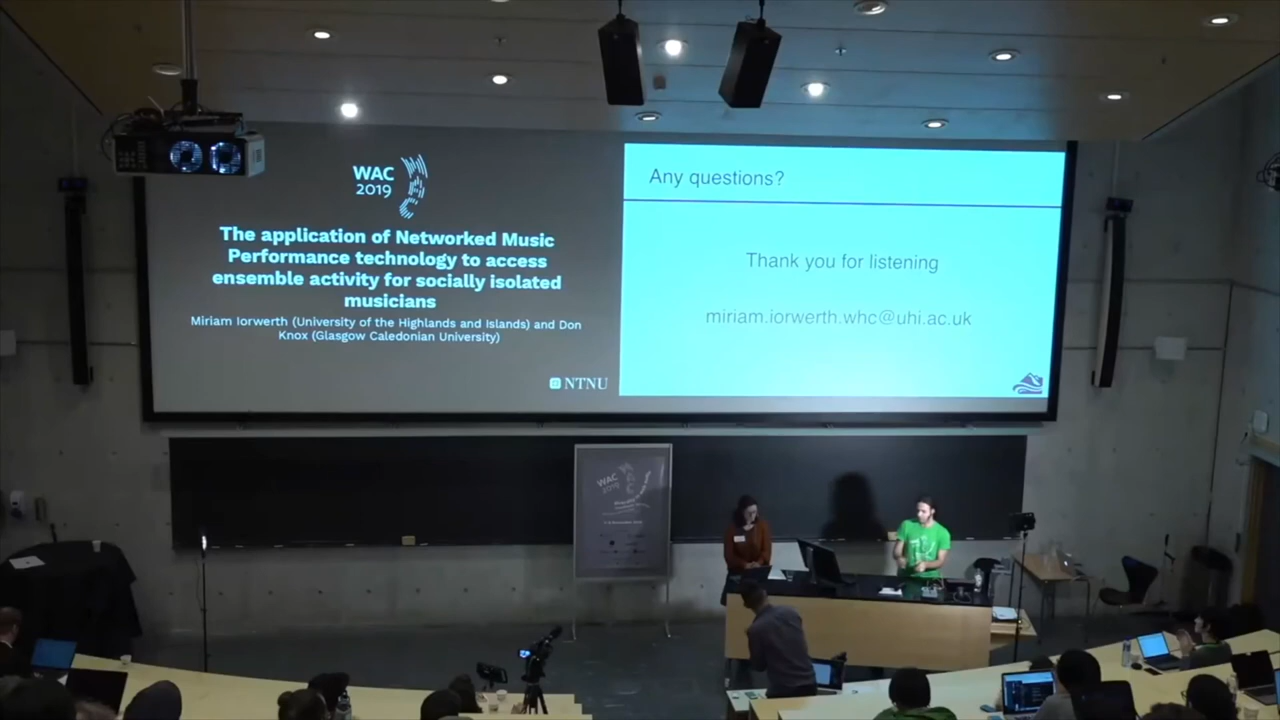 WAC
2019
The application of Networked Music
Performance technology to access
ensemble activity for socially isolated
musicians
Miriam Iorwerth (University of the Highlands and Islands) and Don
Knox (Glasgow Caledonian University)
NTNU
Any questions?
Thank you for listening
miriam.iorwerth.whc@uhi.ac.uk
WAC
2019